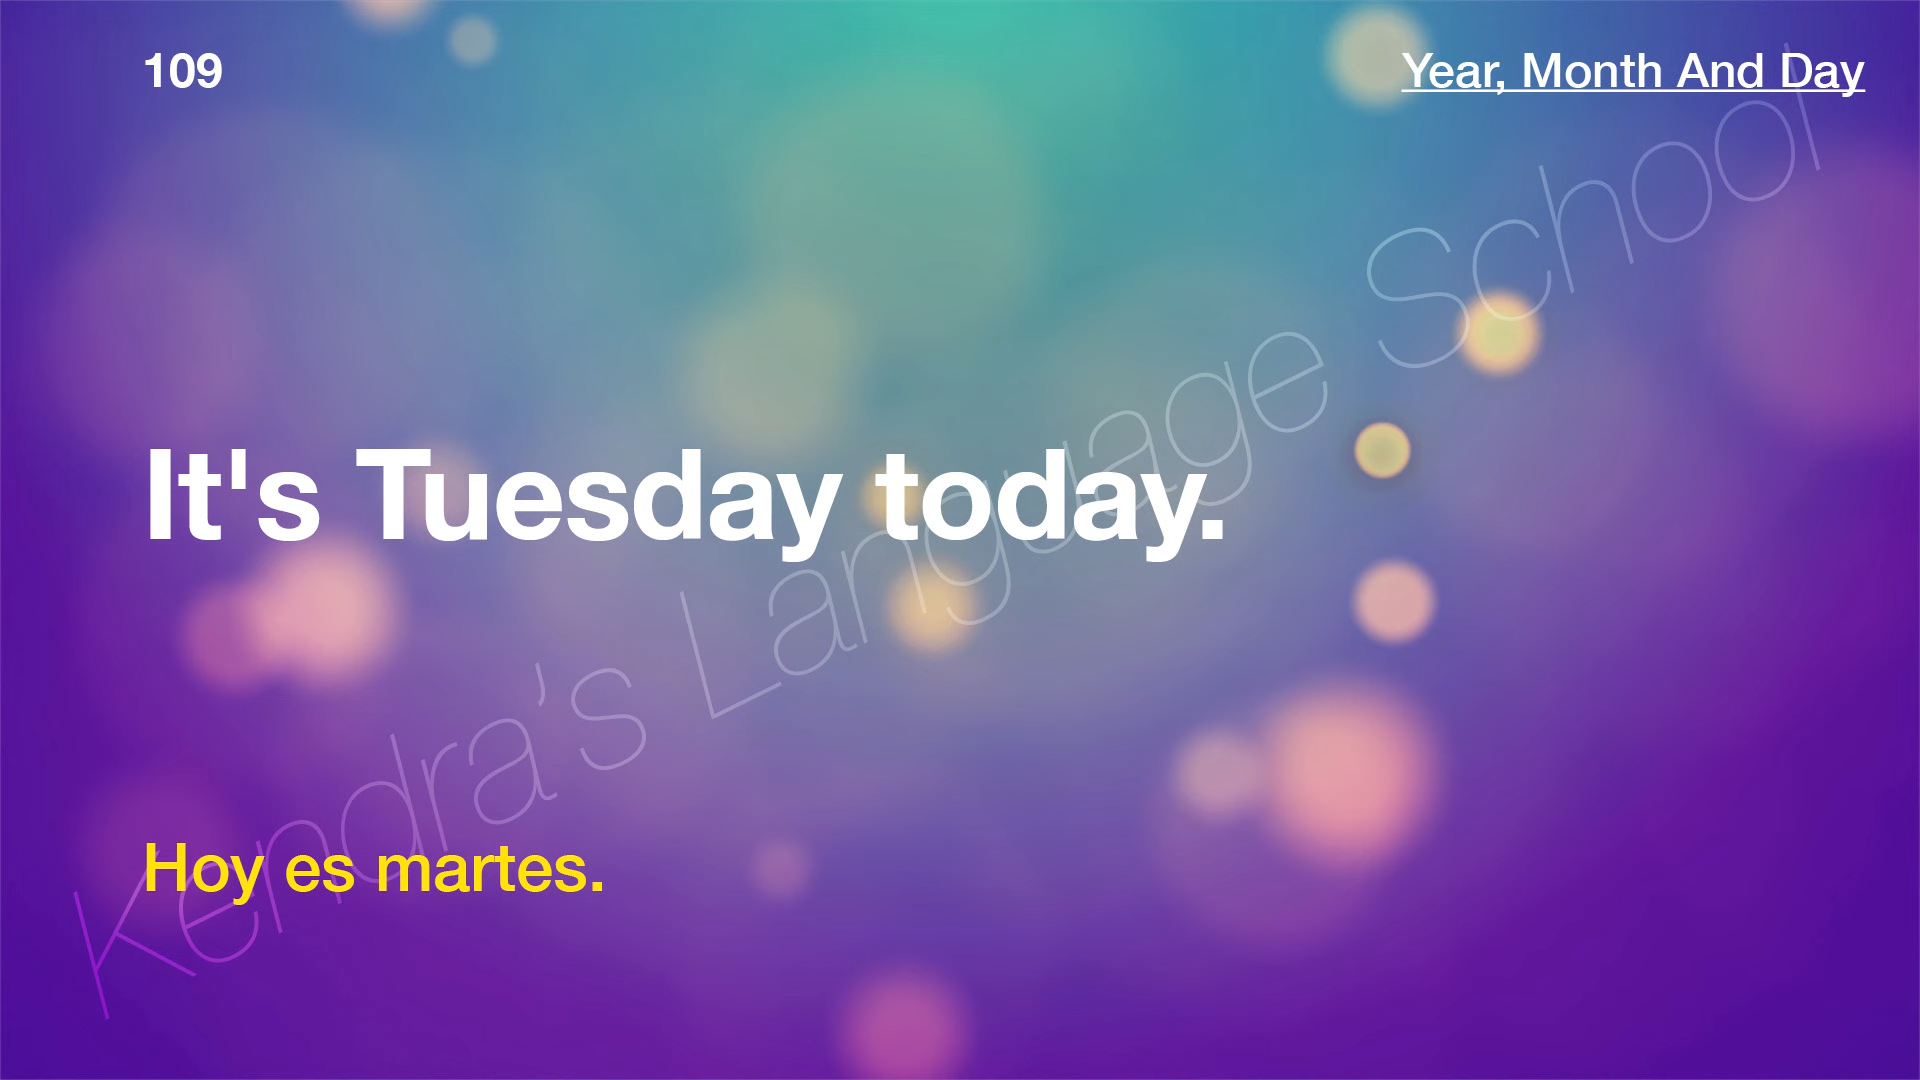 109
Year, Month And Day
It's Tuesday today.
Hoy es martes.
Kendra’s Language School